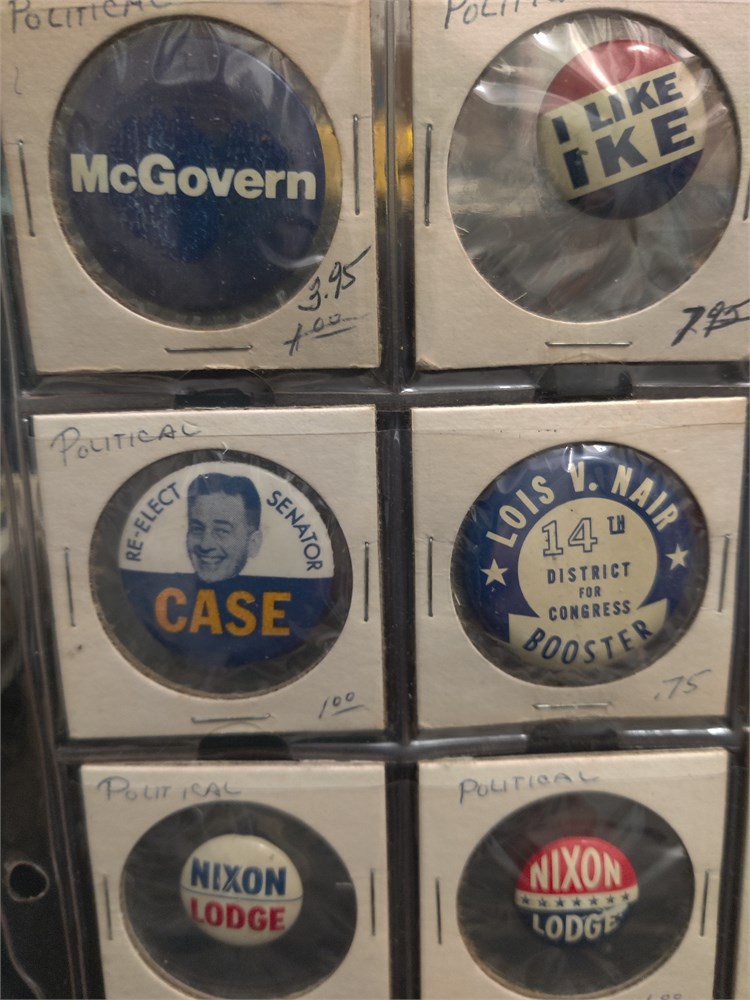 POLITICAL
McGovern
3.95
1.00
POLITICAL
I LIKE
IKE
7.95
POLITICAL
RE-ELECT SENATOR
CASE
1.00
LOIS V. NAIR
14TH
DISTRICT
FOR
CONGRESS
BOOSTER
.75
POLITICAL
NIXON
LODGE
POLITICAL
NIXON
LODGE